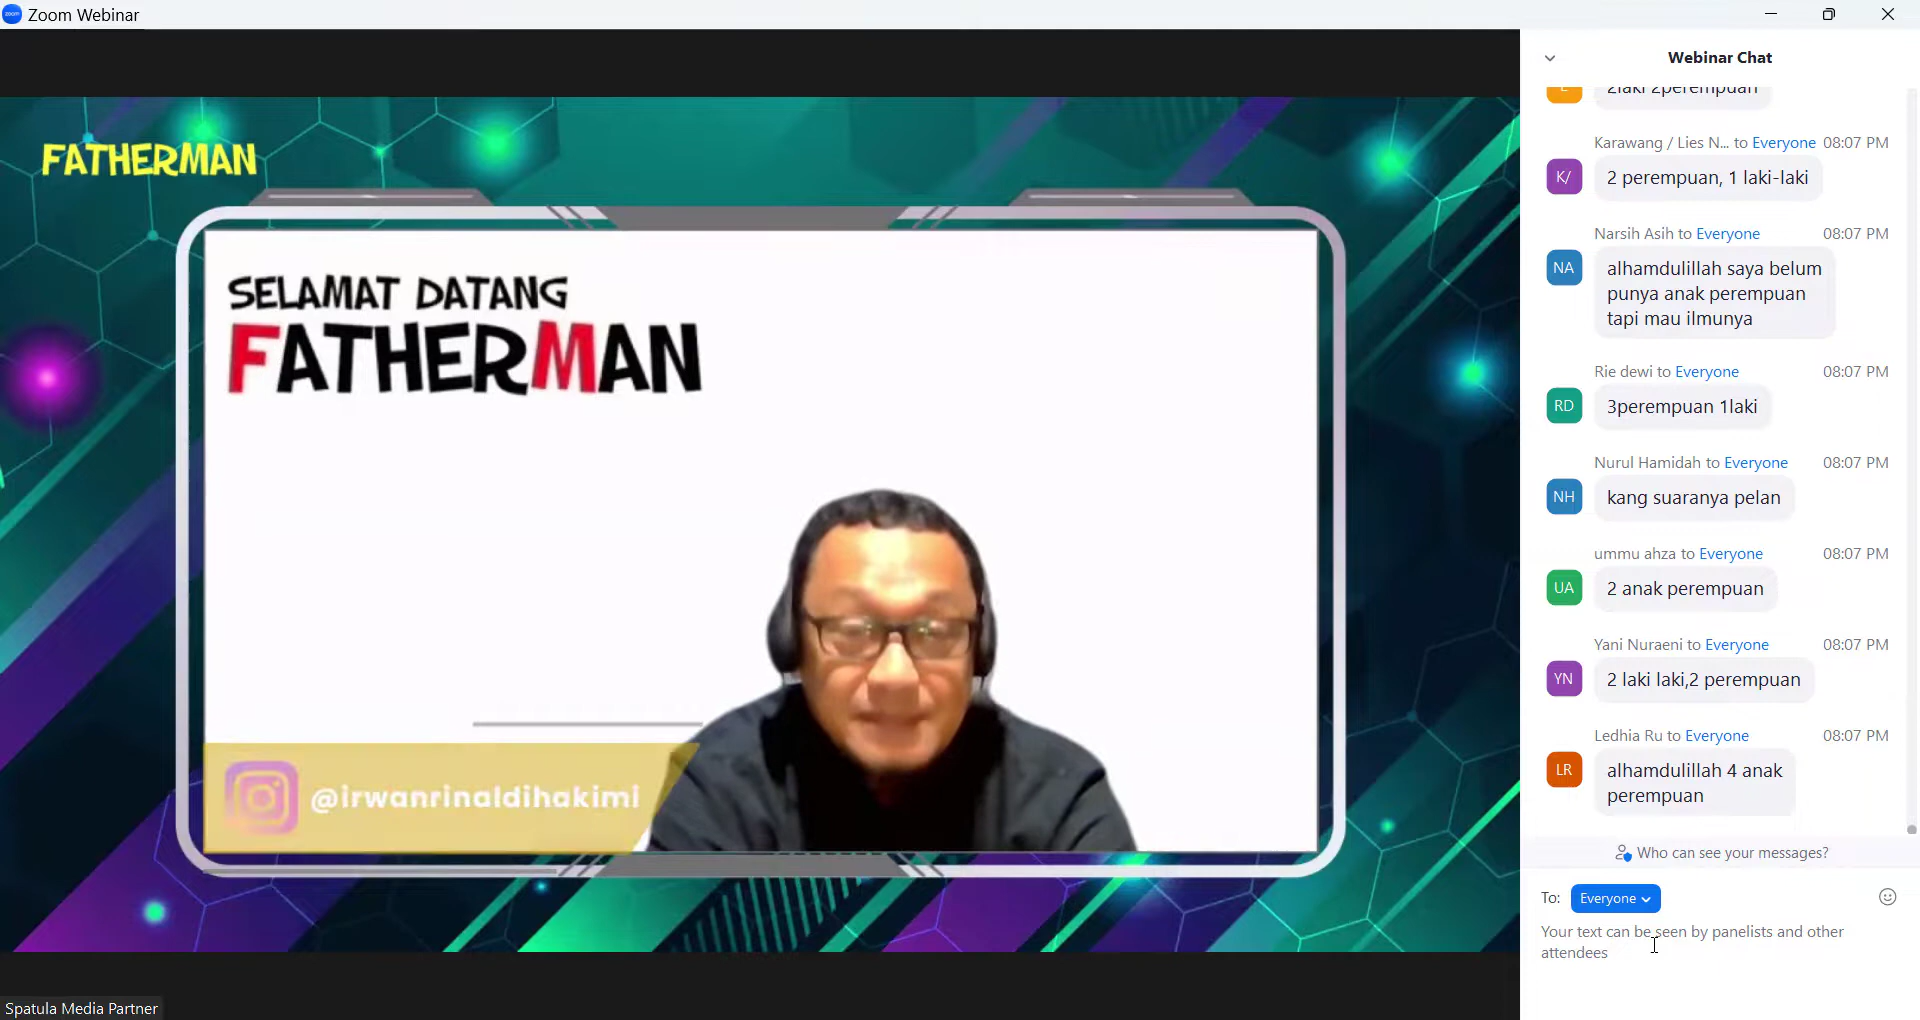 Zoom Webinar
FATHERMAN
SELAMAT DATANG
FATHERMAN
@irwanrinaldihakimi
Spatula Media Partner
Webinar Chat
2laki 2perempuan
Karawang / Lies N... to Everyone 08:07 PM
K/
2 perempuan, 1 laki-laki
Narsih Asih to Everyone 08:07 PM
NA
alhamdulillah saya belum
punya anak perempuan
tapi mau ilmunya
Rie dewi to Everyone 08:07 PM
RD
3perempuan 1laki
Nurul Hamidah to Everyone 08:07 PM
NH
kang suaranya pelan
ummu ahza to Everyone 08:07 PM
UA
2 anak perempuan
Yani Nuraeni to Everyone 08:07 PM
YN
2 laki laki,2 perempuan
Ledhia Ru to Everyone 08:07 PM
LR
alhamdulillah 4 anak
perempuan
Who can see your messages?
To: Everyone
Your text can be seen by panelists and other
attendees